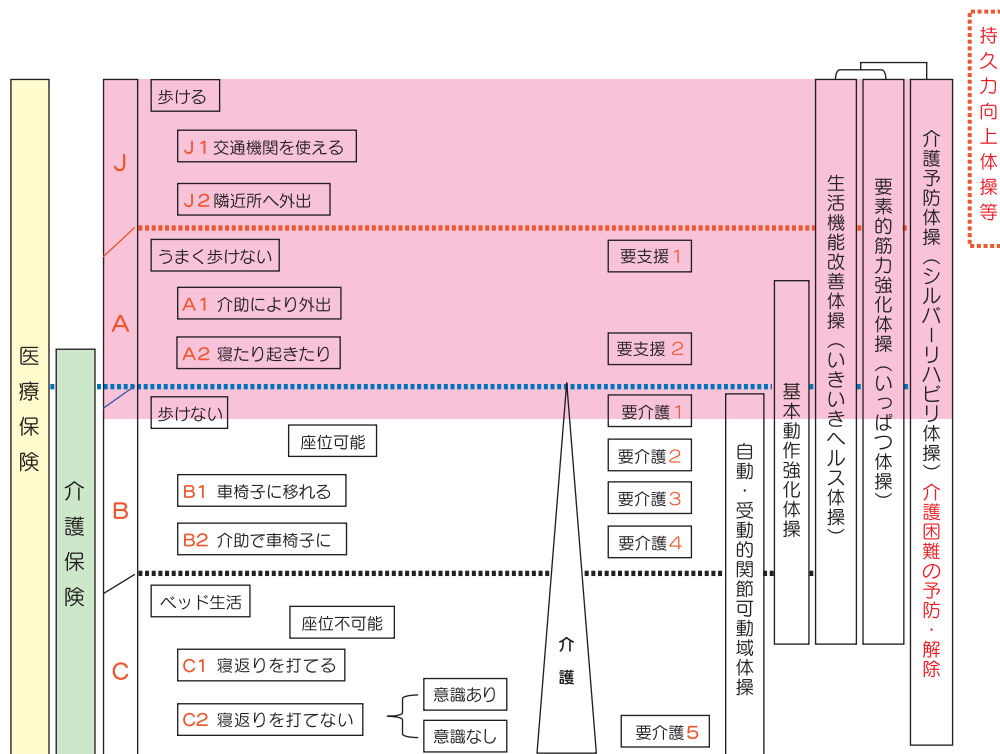 医療保険
介護保険
J
歩ける
J1 交通機関を使える
J2 隣近所へ外出
A
うまく歩けない
A1 介助により外出
A2 寝たり起きたり
B
歩けない
座位可能
B1 車椅子に移れる
B2 介助で車椅子に
C
ベッド生活
座位不可能
C1 寝返りを打てる
C2 寝返りを打てない
意識あり
意識なし
介護
要支援1
要支援2
要介護1
要介護2
要介護3
要介護4
要介護5
自動・受動的関節可動域体操
基本動作強化体操
生活機能改善体操(いきいきヘルス体操)
要素的筋力強化体操(いっぱつ体操)
介護予防体操(シルバーリハビリ体操)介護困難の予防・解除
持久力向上体操等